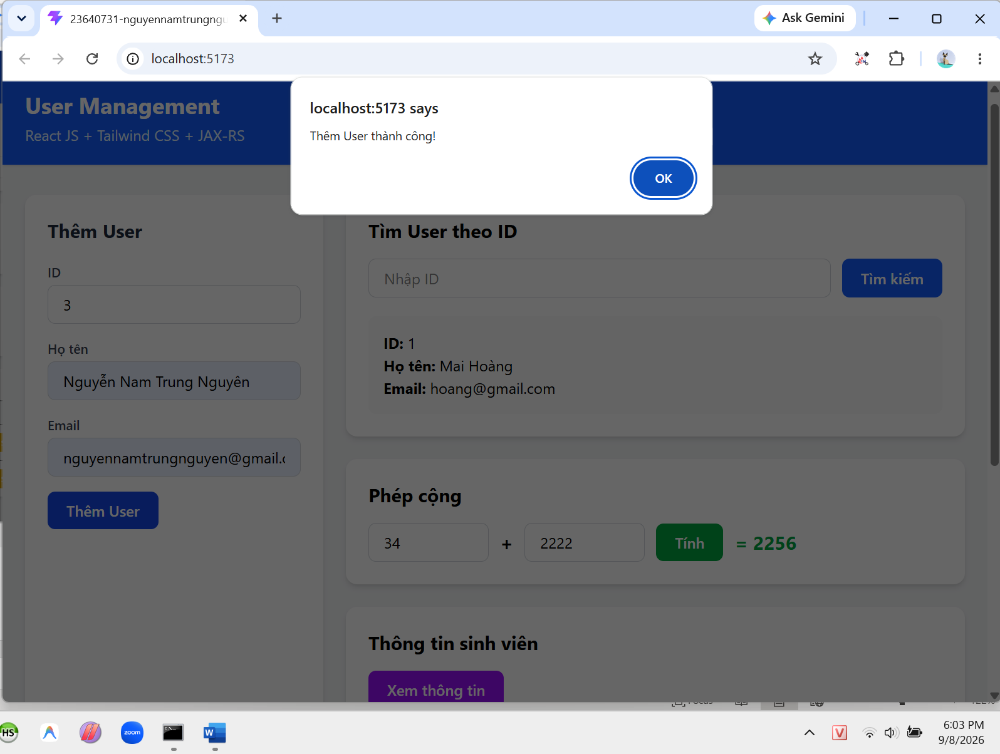 23640731-nguyennamtrungngu
Ask Gemini
localhost:5173
User Management
React JS + Tailwind CSS + JAX-RS
localhost:5173 says
Thêm User thành công!
OK
Thêm User
ID
3
Họ tên
Nguyễn Nam Trung Nguyên
Email
nguyennamtrungnguyen@gmail.c
Thêm User
Tìm User theo ID
Nhập ID
Tìm kiếm
ID: 1
Họ tên: Mai Hoàng
Email: hoang@gmail.com
Phép cộng
34 + 2222 Tính = 2256
Thông tin sinh viên
Xem thông tin
HS
zoom
W
V
6:03 PM
9/8/2026